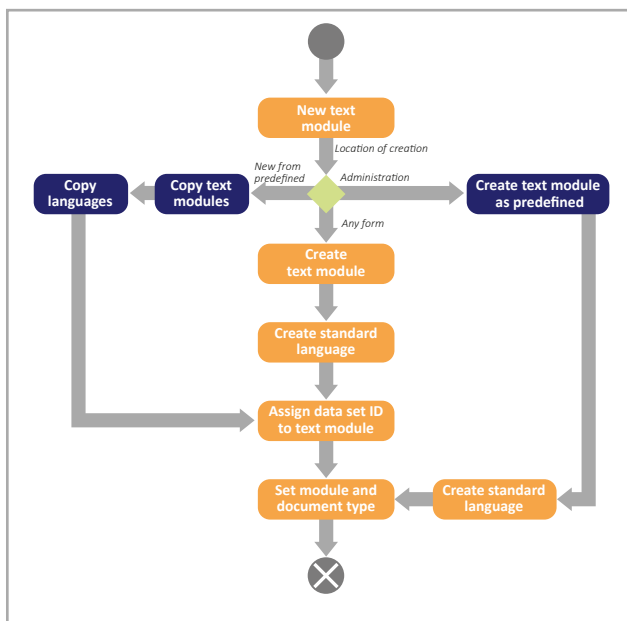 New text
module
Location of creation
New from
predefined
Administration
Copy
languages
Copy text
modules
Create text module
as predefined
Any form
Create
text module
Create standard
language
Assign data set ID
to text module
Set module and
document type
Create standard
language